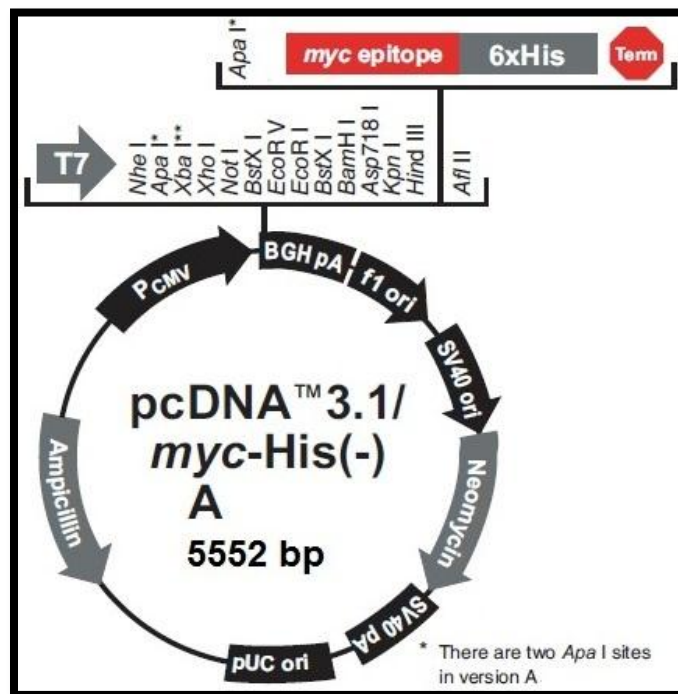 Apa I*
myc epitope
6xHis
Term
T7
Nhe I
Apa I*
Xba I**
Xho I
Not I
BstX I
EcoR V
EcoR I
BstX I
BamH I
Asp718 I
Kpn I
Hind III
Afl II
PCMV
BGH pA
f1 ori
SV40 ori
Neomycin
SV40 pA
pUC ori
Ampicillin
pcDNA™3.1/
myc-His(-)
A
5552 bp
* There are two Apa I sites
in version A